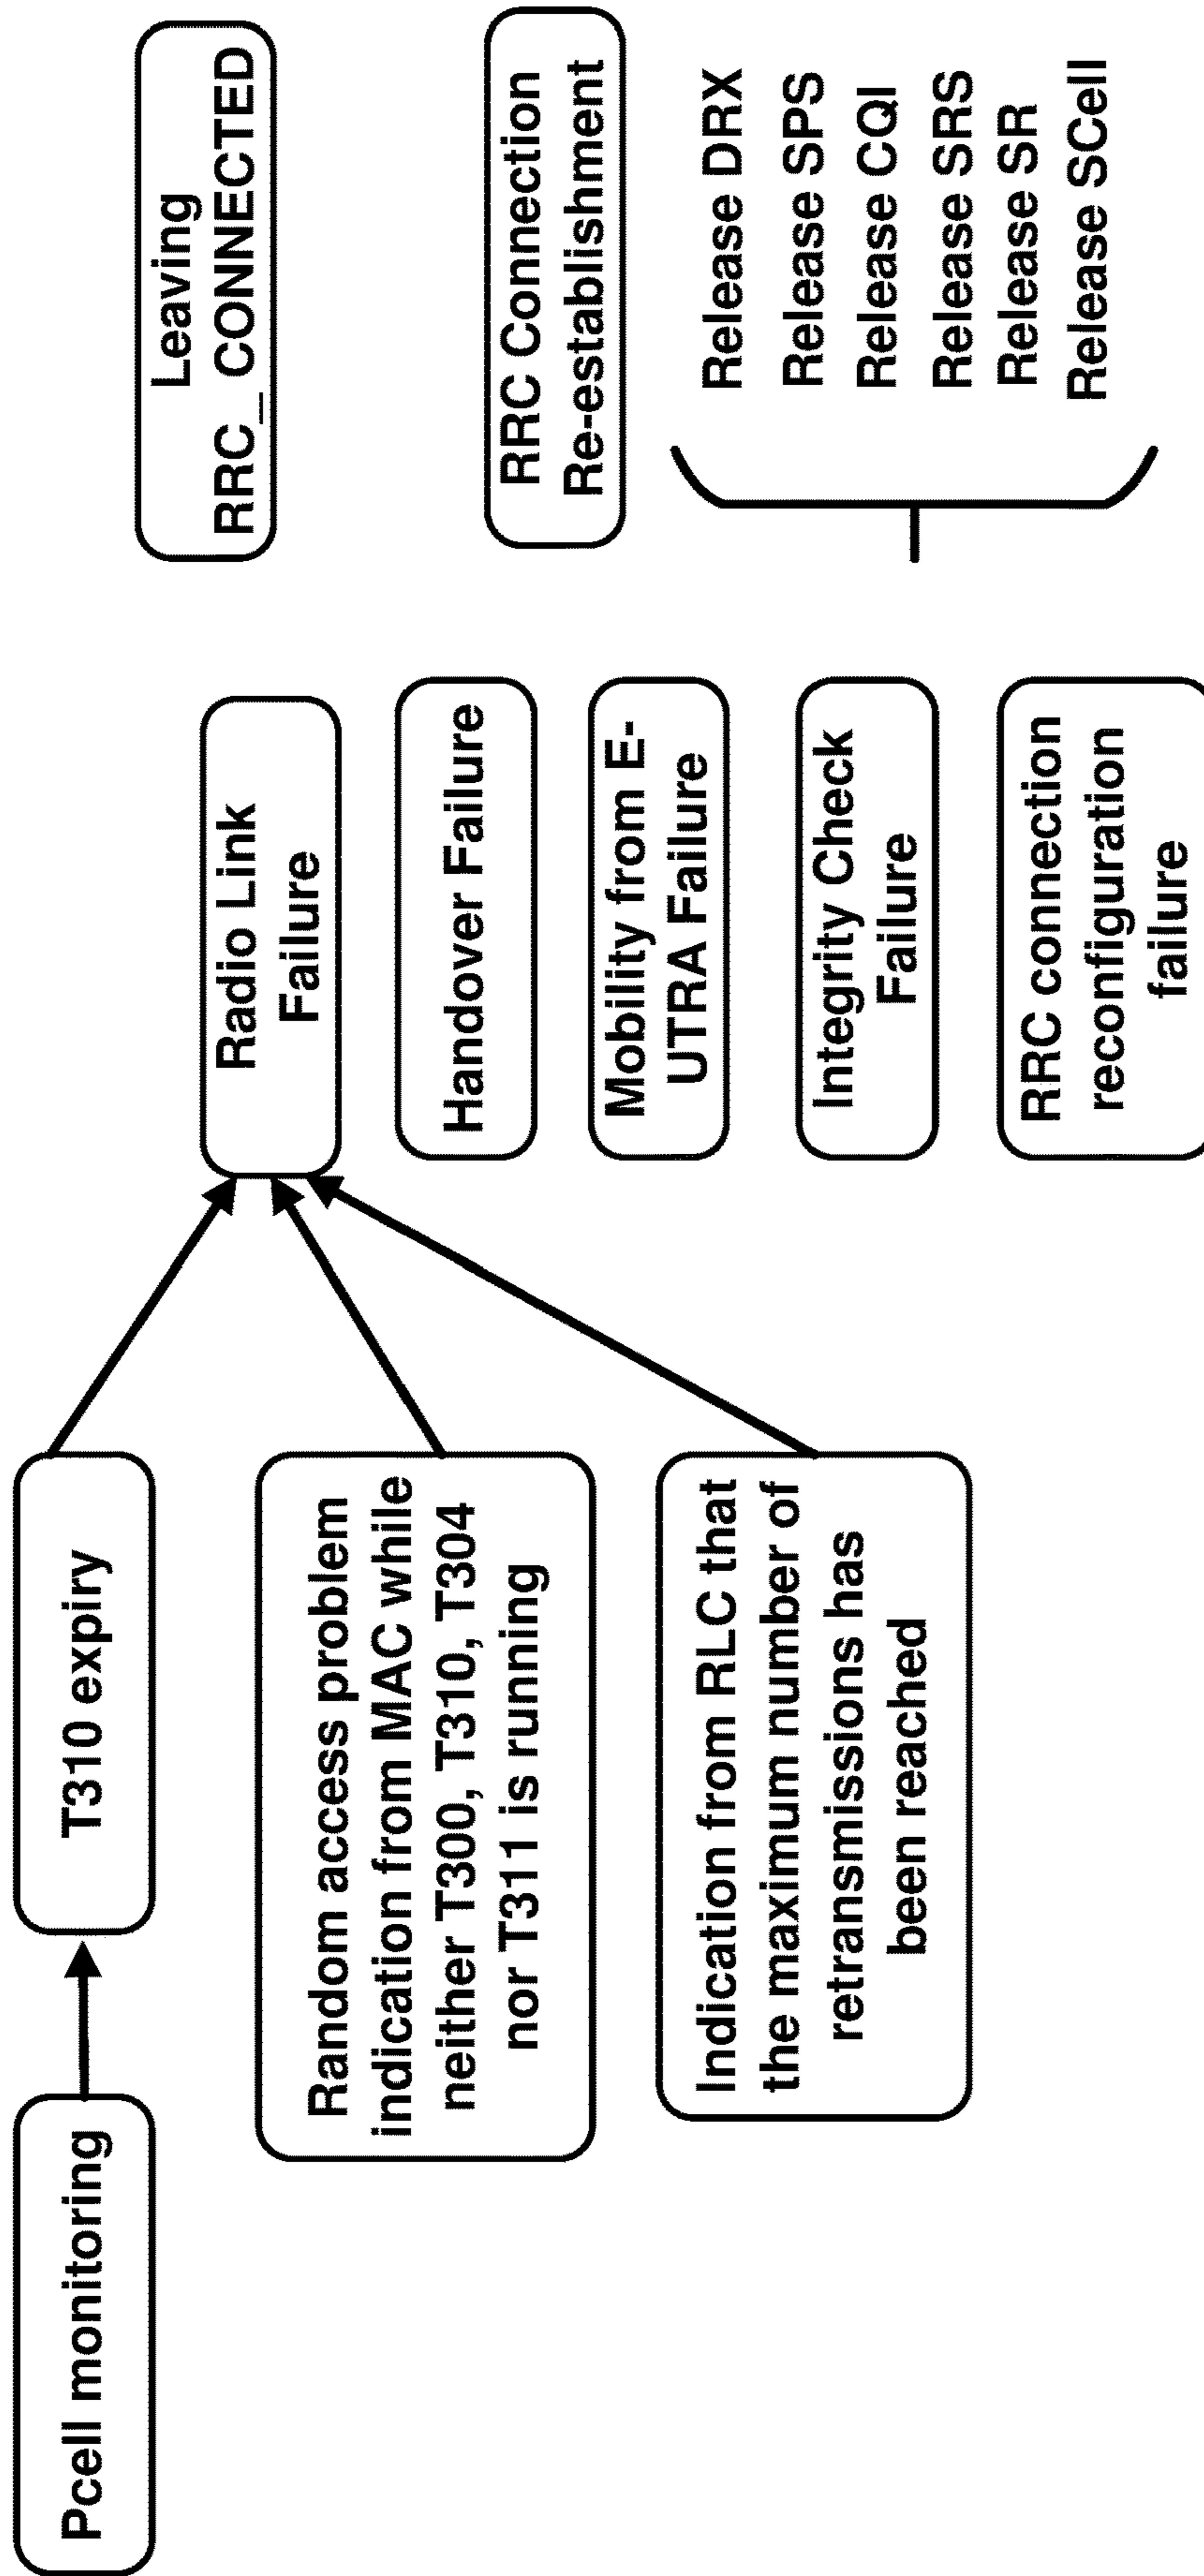 Pcell monitoring
T310 expiry
Random access problem
indication from MAC while
neither T300, T310, T304
nor T311 is running
Indication from RLC that
the maximum number of
retransmissions has
been reached
Radio Link
Failure
Handover Failure
Mobility from E-
UTRA Failure
Integrity Check
Failure
RRC connection
reconfiguration
failure
Leaving
RRC_CONNECTED
RRC Connection
Re-establishment
Release DRX
Release SPS
Release CQI
Release SRS
Release SR
Release SCell